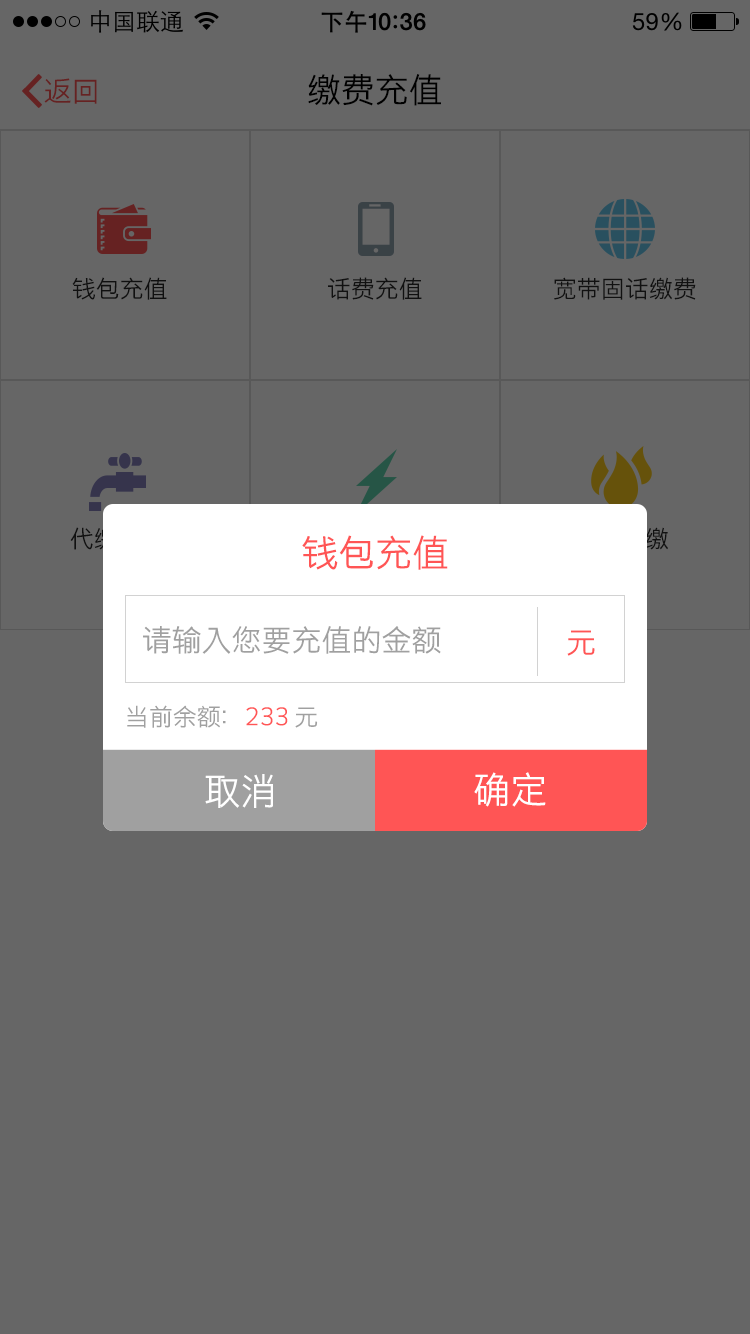 中国联通 下午10:36 59%
返回 缴费充值
钱包充值 话费充值 宽带固话缴费
代 缴
钱包充值
请输入您要充值的金额 元
当前余额: 233 元
取消 确定